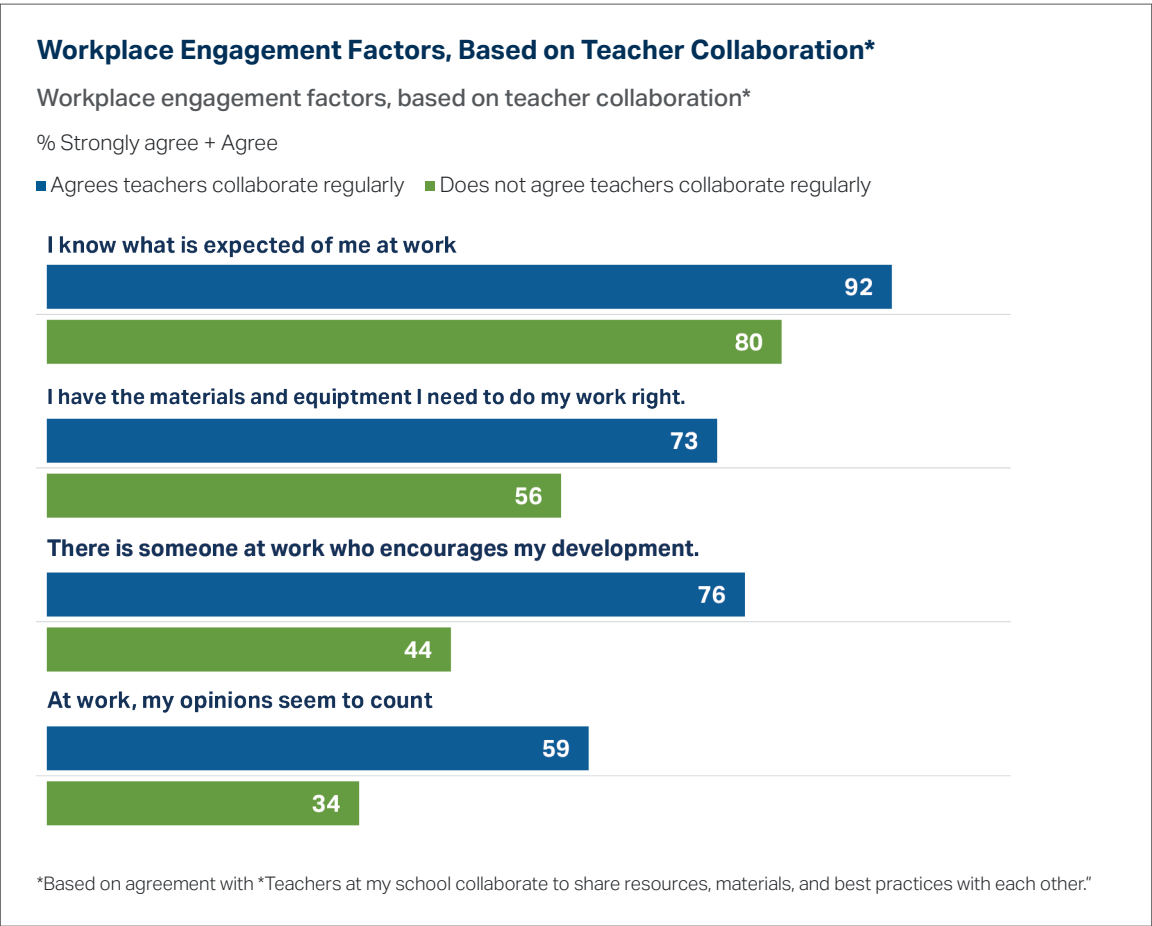 Workplace Engagement Factors, Based on Teacher Collaboration*
Workplace engagement factors, based on teacher collaboration*
% Strongly agree + Agree
Agrees teachers collaborate regularly Does not agree teachers collaborate regularly
I know what is expected of me at work
92
80
I have the materials and equiptment I need to do my work right.
73
56
There is someone at work who encourages my development.
76
44
At work, my opinions seem to count
59
34
*Based on agreement with *Teachers at my school collaborate to share resources, materials, and best practices with each other.”